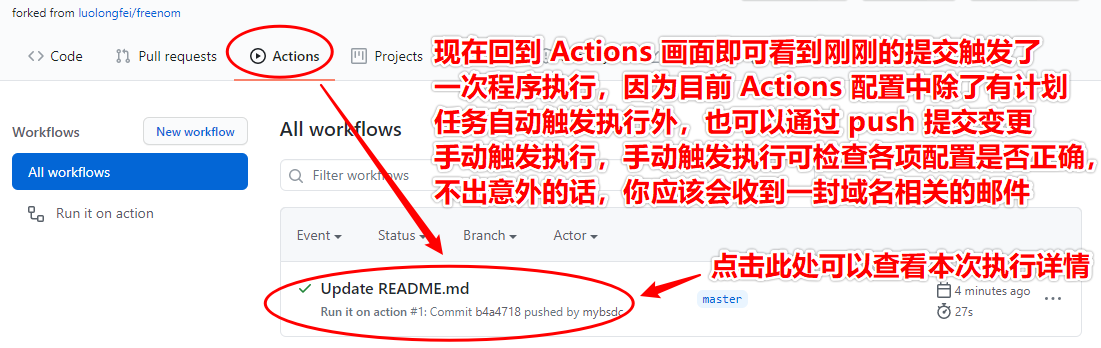 forked from luolongfei/freenom
Code Pull requests Actions Projects
现在回到 Actions 画面即可看到刚刚的提交触发了
一次程序执行，因为目前 Actions 配置中除了有计划
任务自动触发执行外，也可以通过 push 提交变更
手动触发执行，手动触发执行可检查各项配置是否正确，
不出意外的话，你应该会收到一封域名相关的邮件
Workflows New workflow
All workflows
Run it on action
All workflows
Filter workflows
Event Status Branch Actor
点击此处可以查看本次执行详情
Update README.md
Run it on action #1: Commit b4a4718 pushed by mybsdc
master
4 minutes ago
27s